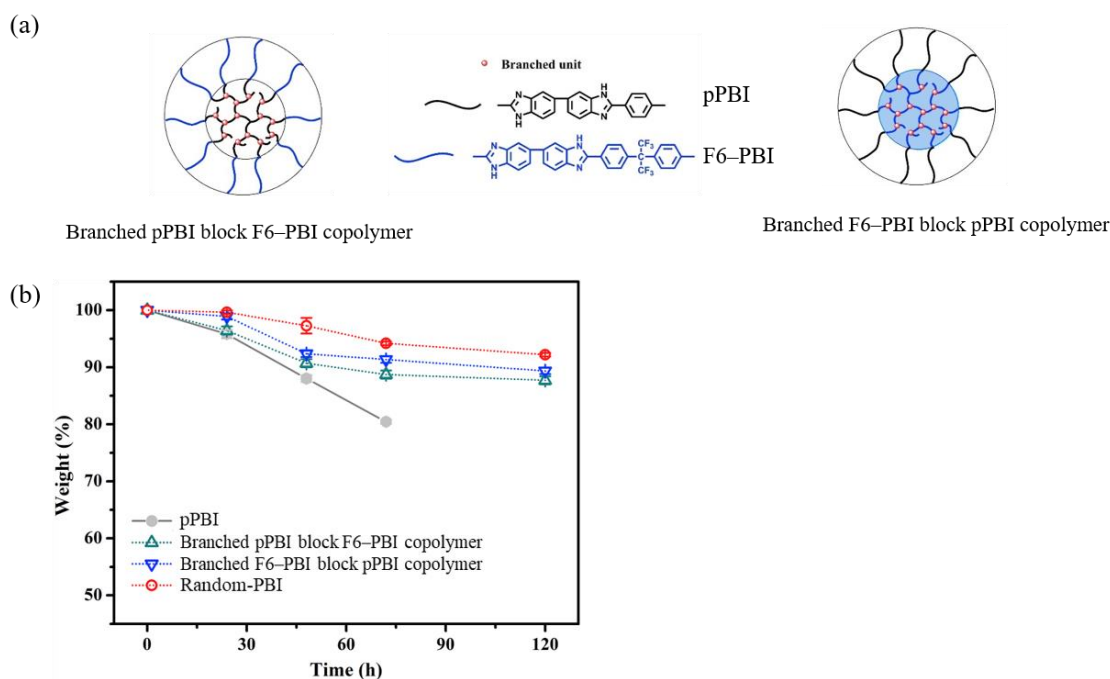 (a)
Branched unit
pPBI
F6–PBI
N
H
N
N
H
N
N
H
N
CF₃
CF₃
N
H
N
Branched pPBI block F6–PBI copolymer
Branched F6–PBI block pPBI copolymer
(b)
Weight (%)
100
90
80
70
60
50
pPBI
Branched pPBI block F6–PBI copolymer
Branched F6–PBI block pPBI copolymer
Random-PBI
0
30
60
90
120
Time (h)